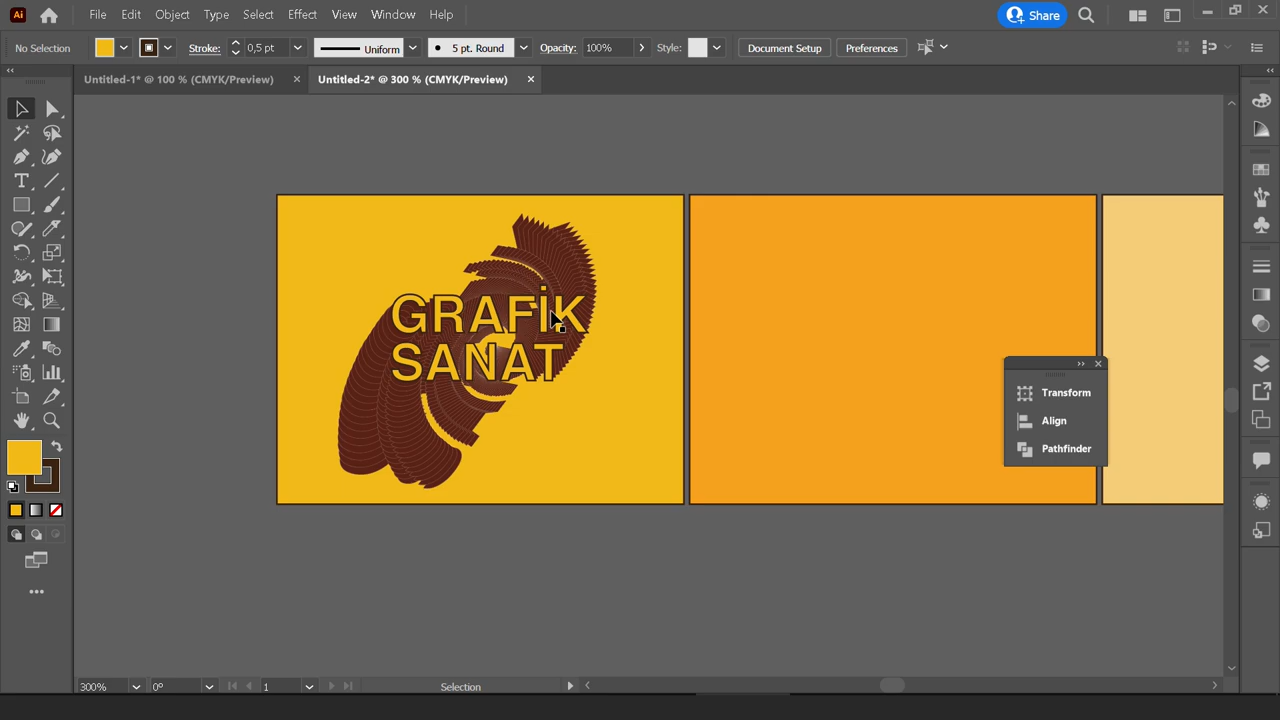 Ai
File Edit Object Type Select Effect View Window Help
Share
No Selection
Stroke:
0,5 pt
Uniform
5 pt. Round
Opacity:
100%
Style:
Document Setup
Preferences
Untitled-1* @ 100 % (CMYK/Preview) ×
Untitled-2* @ 300 % (CMYK/Preview) ×
GRAFİK
SANAT
Transform
Align
Pathfinder
300%
0°
1
Selection